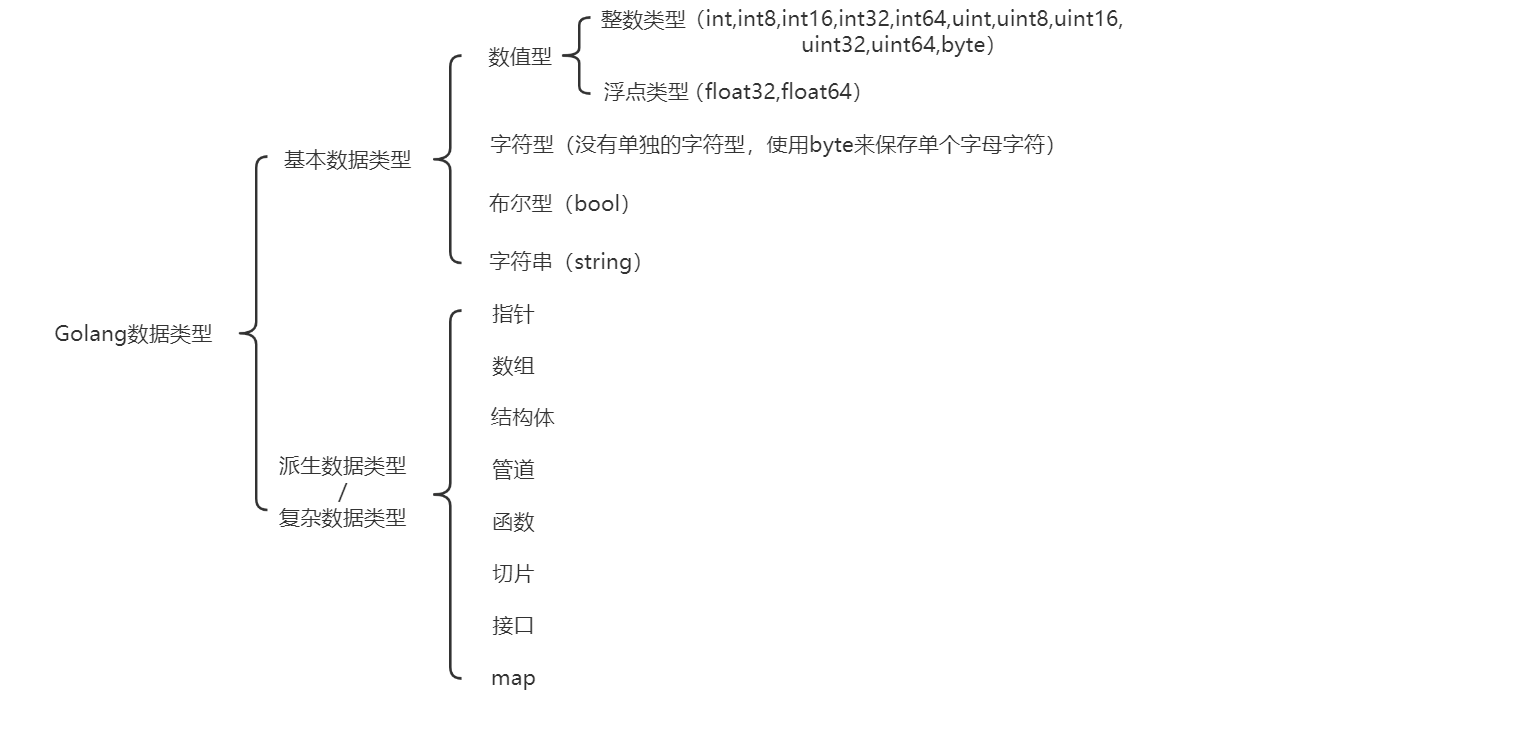 Golang数据类型
基本数据类型
数值型
整数类型（int,int8,int16,int32,int64,uint,uint8,uint16,
uint32,uint64,byte）
浮点类型 (float32,float64）
字符型（没有单独的字符型，使用byte来保存单个字母字符）
布尔型（bool）
字符串（string）
派生数据类型
/
复杂数据类型
指针
数组
结构体
管道
函数
切片
接口
map